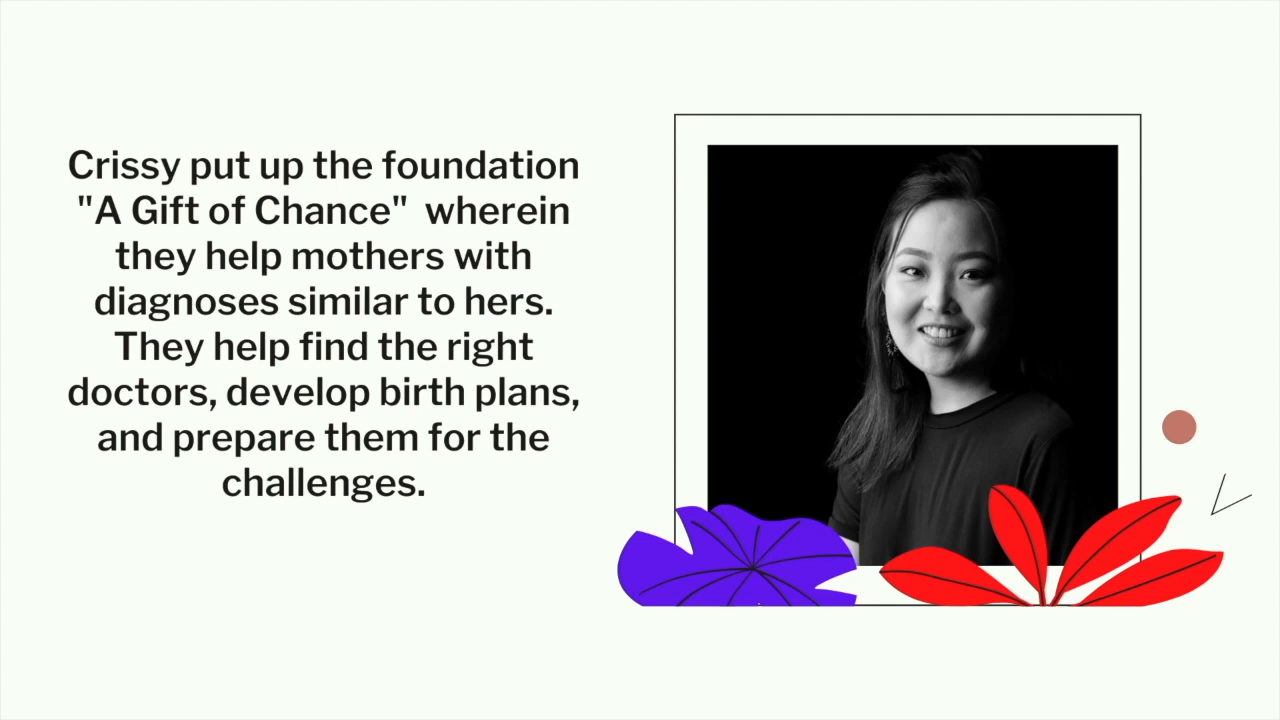 Crissy put up the foundation
"A Gift of Chance"  wherein
they help mothers with
diagnoses similar to hers.
They help find the right
doctors, develop birth plans,
and prepare them for the
challenges.